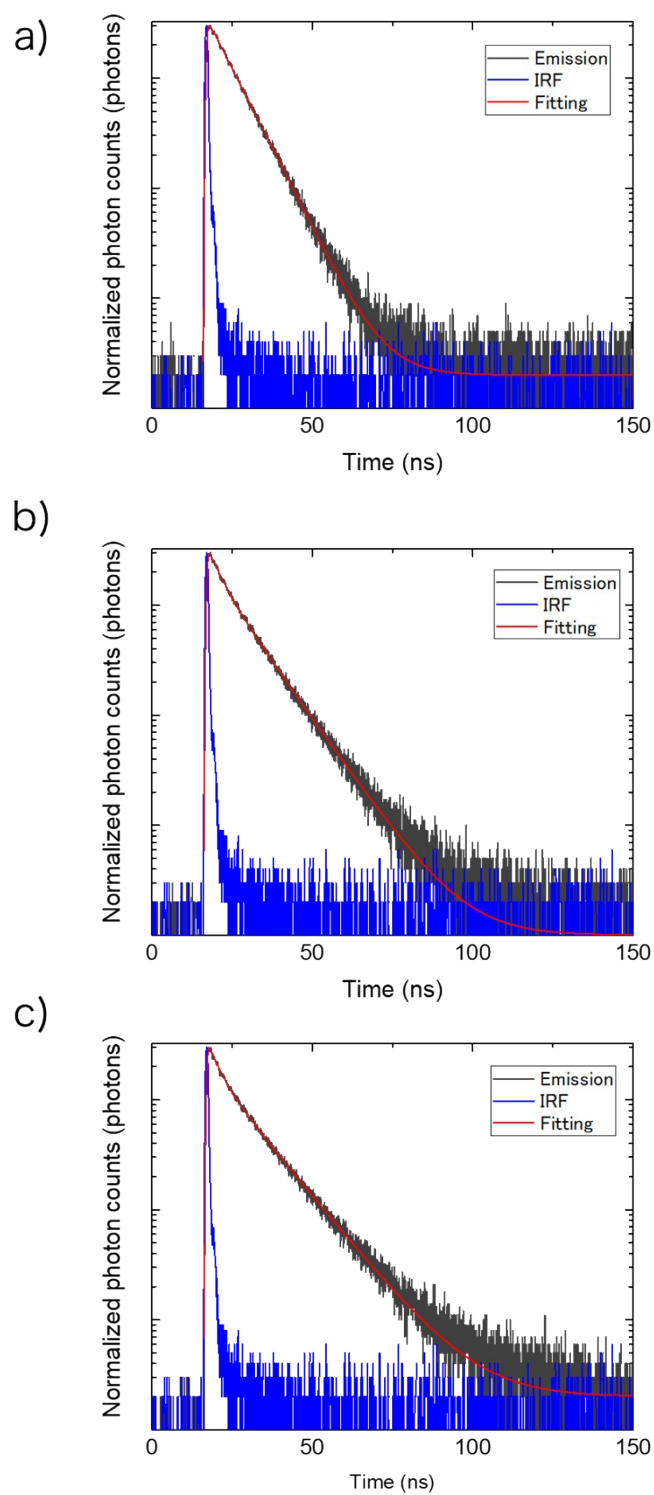 a)
Normalized photon counts (photons)
Emission
IRF
Fitting
0 50 100 150
Time (ns)
b)
Normalized photon counts (photons)
Emission
IRF
Fitting
0 50 100 150
Time (ns)
c)
Normalized photon counts (photons)
Emission
IRF
Fitting
0 50 100 150
Time (ns)